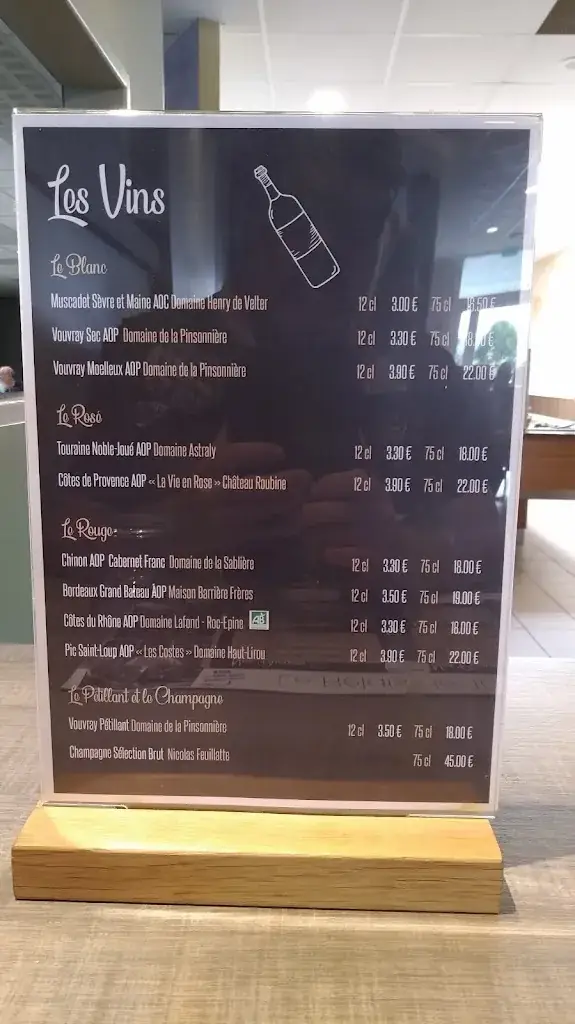 Les Vins
Le Blanc
Muscadet Sèvre et Maine AOC Domaine Henry de Velter 12 cl 3.00 € 75 cl 16.50 €
Vouvray Sec AOP Domaine de la Pinsonnière 12 cl 3.30 € 75 cl
Vouvray Moelleux AOP Domaine de la Pinsonnière 12 cl 3.90 € 75 cl 22.00 €
Le Rosé
Touraine Noble-Joué AOP Domaine Astraly 12 cl 3.30 € 75 cl 18.00 €
Côtes de Provence AOP « La Vie en Rose » Château Roubine 12 cl 3.90 € 75 cl 22.00 €
Le Rouge
Chinon AOP Cabernet Franc Domaine de la Sablière 12 cl 3.30 € 75 cl 18.00 €
Bordeaux Grand Bateau AOP Maison Barrière Frères 12 cl 3.50 € 75 cl 19.00 €
Côtes du Rhône AOP Domaine Lafond - Roc-Epine AB 12 cl 3.30 € 75 cl 18.00 €
Pic Saint-Loup AOP « Les Costes » Domaine Haut-Lirou 12 cl 3.90 € 75 cl 22.00 €
Le Pétillant et le Champagne
Vouvray Pétillant Domaine de la Pinsonnière 12 cl 3.50 € 75 cl 18.00 €
Champagne Sélection Brut Nicolas Feuillatte 75 cl 45.00 €